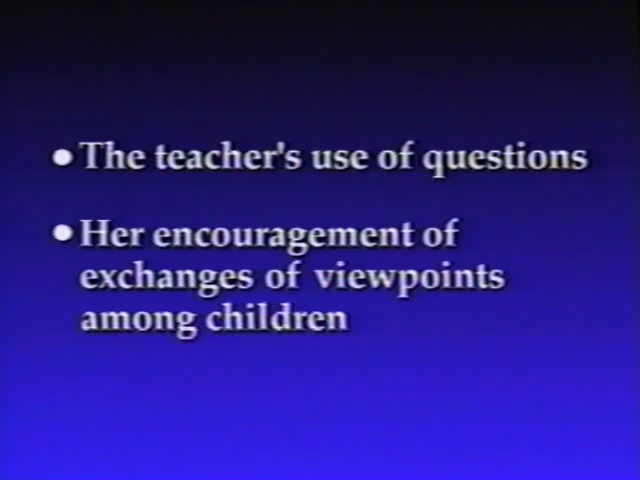 • The teacher's use of questions
• Her encouragement of
exchanges of viewpoints
among children